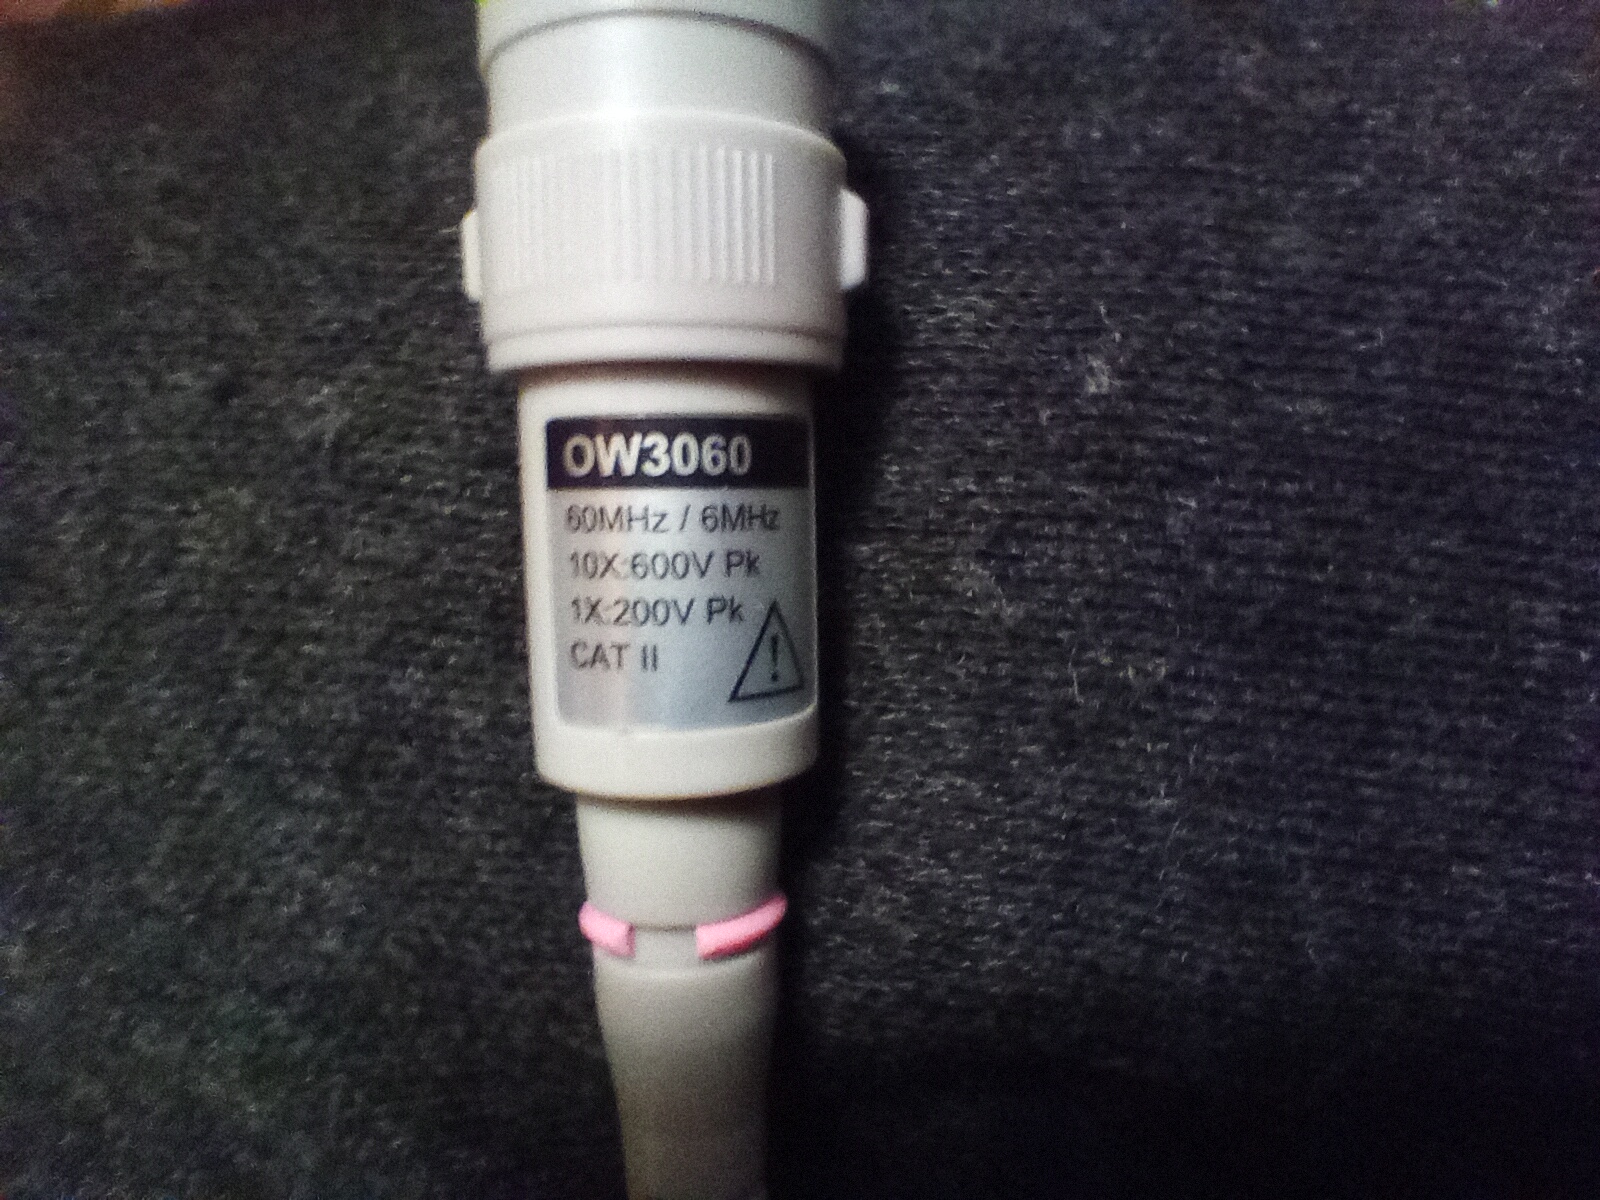 OW3060
60MHz / 6MHz
10X:600V Pk
1X:200V Pk
CAT II
!